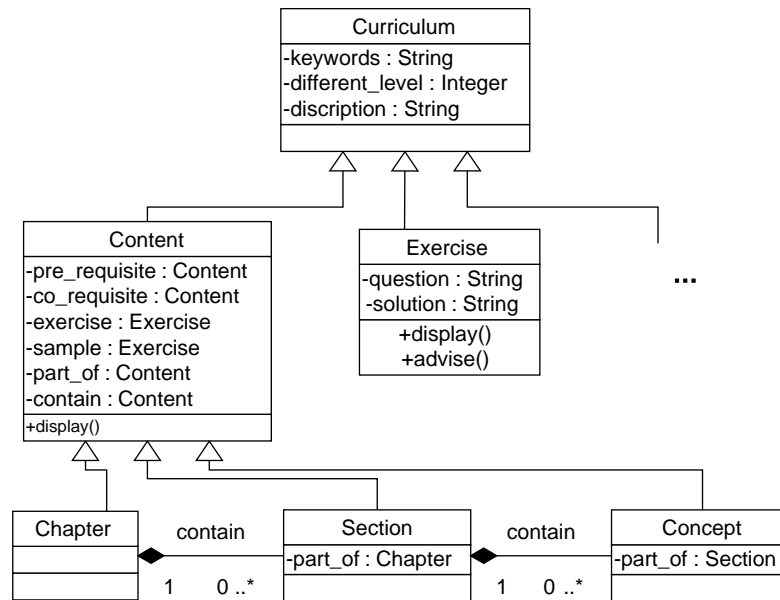 Curriculum
-keywords : String
-different_level : Integer
-discription : String
Content
-pre_requisite : Content
-co_requisite : Content
-exercise : Exercise
-sample : Exercise
-part_of : Content
-contain : Content
+display()
Exercise
-question : String
-solution : String
+display()
+advise()
...
Chapter
contain
1 0 ..*
Section
-part_of : Chapter
contain
1 0 ..*
Concept
-part_of : Section